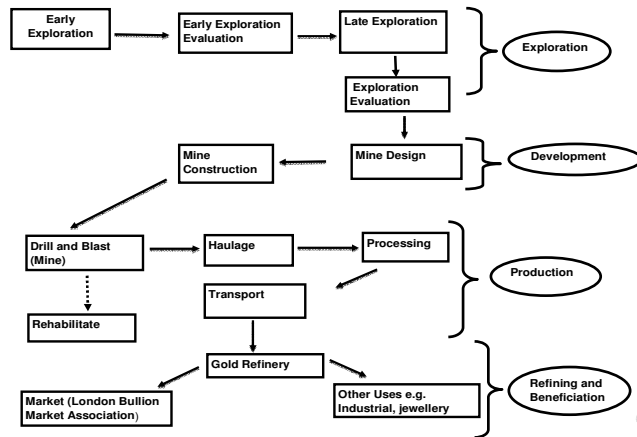 Early
Exploration
Early Exploration
Evaluation
Late Exploration
Exploration
Exploration
Evaluation
Mine
Construction
Mine Design
Development
Drill and Blast
(Mine)
Haulage
Processing
Production
Transport
Rehabilitate
Gold Refinery
Market (London Bullion
Market Association)
Other Uses e.g.
Industrial, jewellery
Refining and
Beneficiation